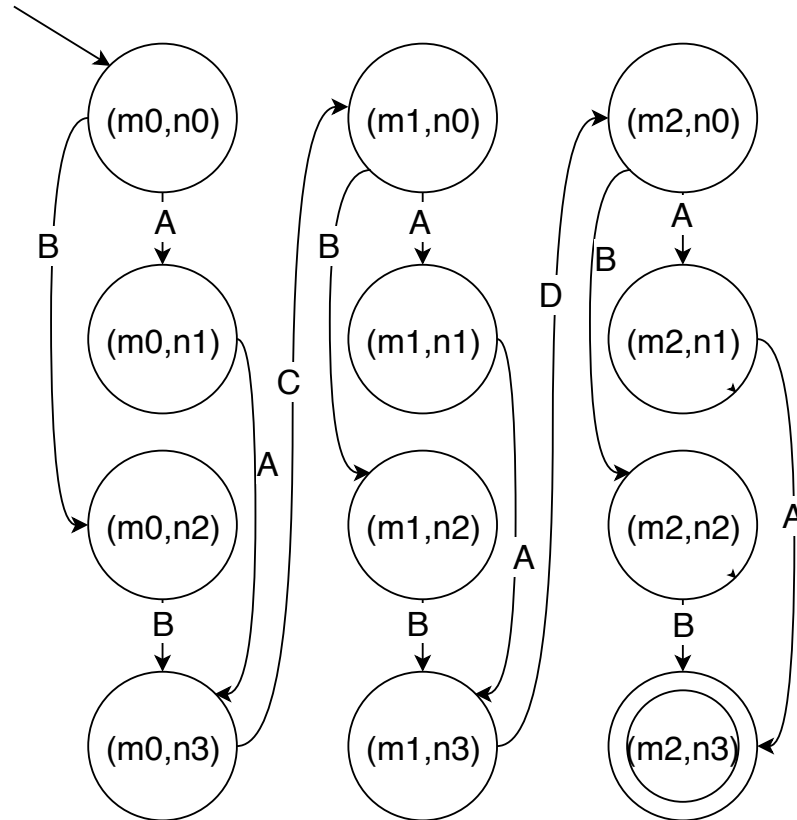 (m0,n0)
(m1,n0)
(m2,n0)
A
A
A
B
B
B
D
(m0,n1)
(m1,n1)
(m2,n1)
C
A
A
A
(m0,n2)
(m1,n2)
(m2,n2)
B
B
B
(m0,n3)
(m1,n3)
(m2,n3)